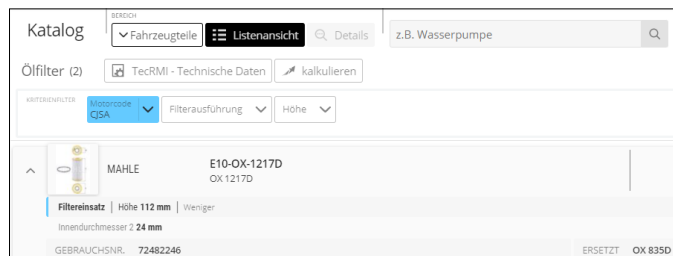 Katalog
BEREICH
Fahrzeugteile
Listenansicht
Details
z.B. Wasserpumpe
Ölfilter (2)
TecRMI - Technische Daten
kalkulieren
KRITERIENFILTER
Motorcode
CJSA
Filterausführung
Höhe
MAHLE
E10-OX-1217D
OX 1217D
Filtereinsatz | Höhe 112 mm | Weniger
Innendurchmesser 2 24 mm
GEBRAUCHSNR. 72482246
ERSETZT OX 835D